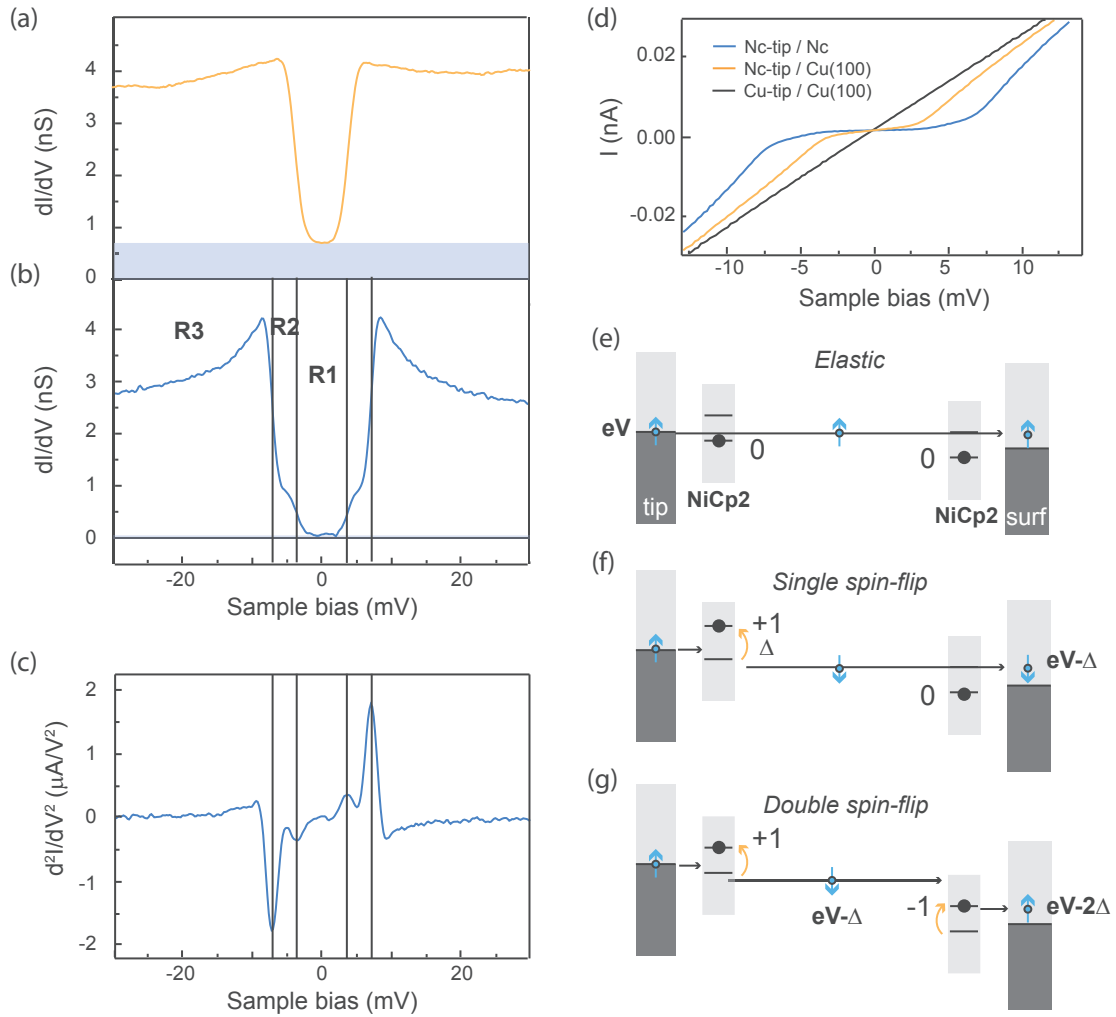 (a)
4
3
2
1
0
dI/dV (nS)
(b)
R3
R2
R1
4
3
2
1
0
dI/dV (nS)
-20
0
20
Sample bias (mV)
(c)
2
1
0
-1
-2
d²I/dV² (µA/V²)
-20
0
20
Sample bias (mV)
(d)
Nc-tip / Nc
Nc-tip / Cu(100)
Cu-tip / Cu(100)
0.02
0.00
-0.02
I (nA)
-10
-5
0
5
10
Sample bias (mV)
(e)
Elastic
eV
0
0
tip
NiCp2
NiCp2
surf
(f)
Single spin-flip
+1
Δ
0
eV-Δ
(g)
Double spin-flip
+1
eV-Δ
-1
eV-2Δ